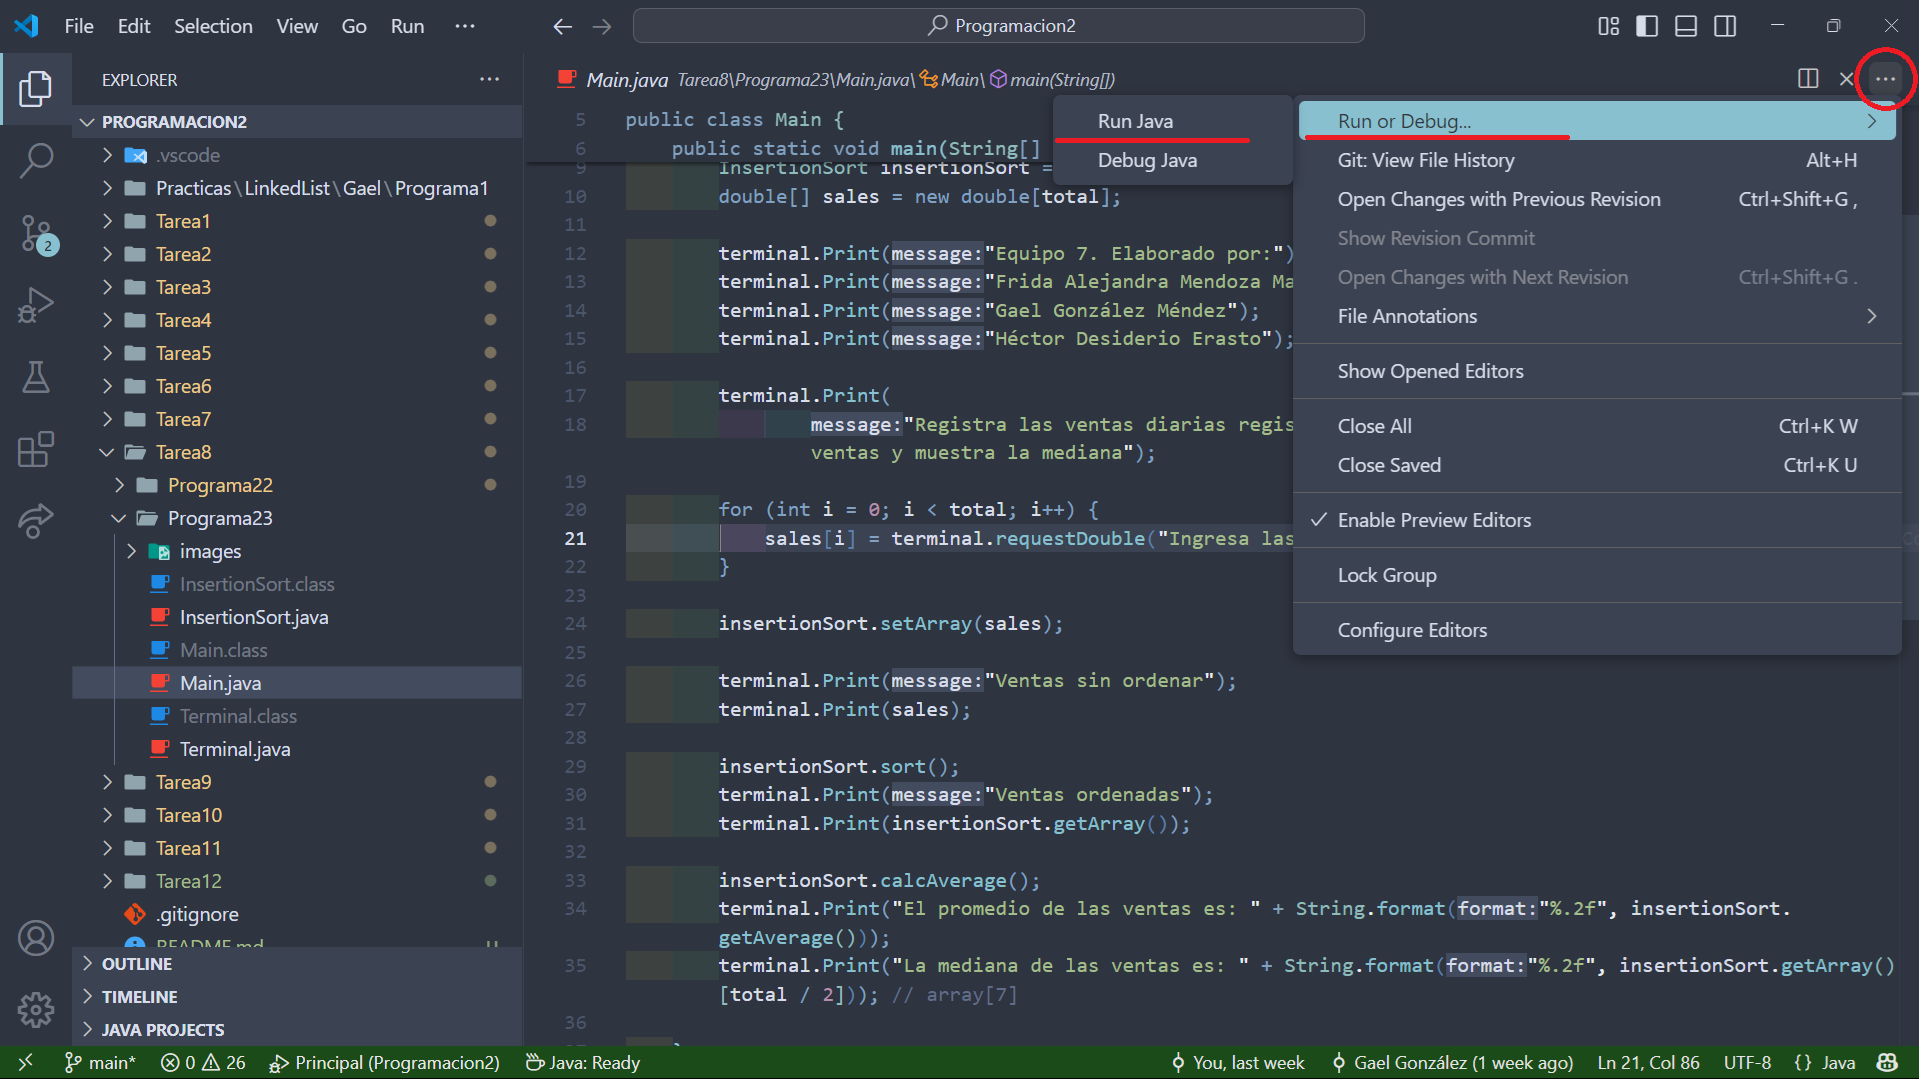 File Edit Selection View Go Run ···
Programacion2
EXPLORER
PROGRAMACION2
.vscode
Practicas\LinkedList\Gael\Programa1
Tarea1
Tarea2
2
Tarea3
Tarea4
Tarea5
Tarea6
Tarea7
Tarea8
Programa22
Programa23
images
InsertionSort.class
InsertionSort.java
Main.class
Main.java
Terminal.class
Terminal.java
Tarea9
Tarea10
Tarea11
Tarea12
.gitignore
README.md
U
OUTLINE
TIMELINE
JAVA PROJECTS
Main.java Tarea8\Programa23\Main.java\Main\main(String[])
5 public class Main {
6 public static void main(String[]
9 InsertionSort insertionSort =
10 double[] sales = new double[total];
11
12 terminal.Print(message:"Equipo 7. Elaborado por:")
13 terminal.Print(message:"Frida Alejandra Mendoza Ma
14 terminal.Print(message:"Gael González Méndez");
15 terminal.Print(message:"Héctor Desiderio Erasto");
16
17 terminal.Print(
18 message:"Registra las ventas diarias regis
ventas y muestra la mediana");
19
20 for (int i = 0; i < total; i++) {
21 sales[i] = terminal.requestDouble("Ingresa las
22 }
23
24 insertionSort.setArray(sales);
25
26 terminal.Print(message:"Ventas sin ordenar");
27 terminal.Print(sales);
28
29 insertionSort.sort();
30 terminal.Print(message:"Ventas ordenadas");
31 terminal.Print(insertionSort.getArray());
32
33 insertionSort.calcAverage();
34 terminal.Print("El promedio de las ventas es: " + String.format(format:"%.2f", insertionSort.
getAverage()));
35 terminal.Print("La mediana de las ventas es: " + String.format(format:"%.2f", insertionSort.getArray()
[total / 2])); // array[7]
36
Run Java
Debug Java
Run or Debug...
Git: View File History Alt+H
Open Changes with Previous Revision Ctrl+Shift+G ,
Show Revision Commit
Open Changes with Next Revision Ctrl+Shift+G .
File Annotations
Show Opened Editors
Close All Ctrl+K W
Close Saved Ctrl+K U
Enable Preview Editors
Lock Group
Configure Editors
main* 0 26 Principal (Programacion2) Java: Ready You, last week Gael González (1 week ago) Ln 21, Col 86 UTF-8 {} Java